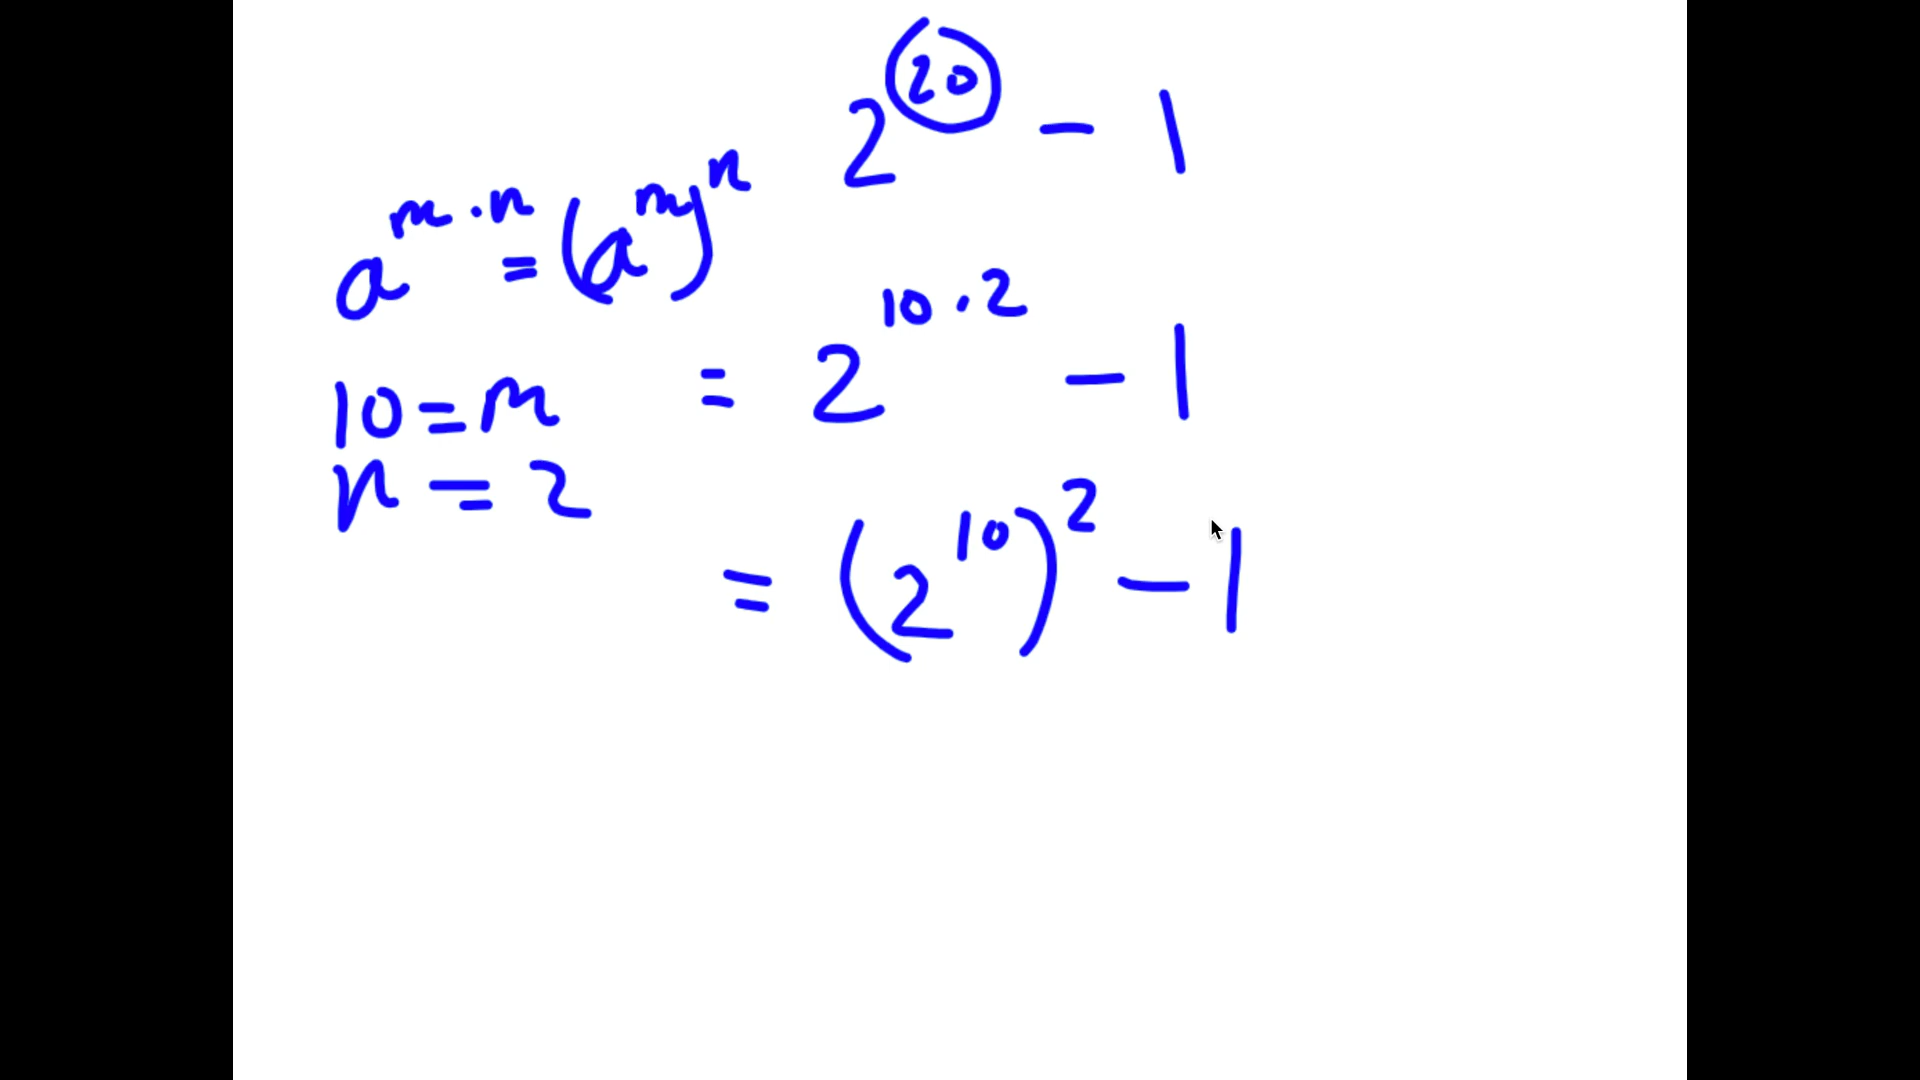 2^{20} - 1
a^{m·n} = (a^m)^n
= 2^{10·2} - 1
10 = m
n = 2
= (2^{10})^2 - 1